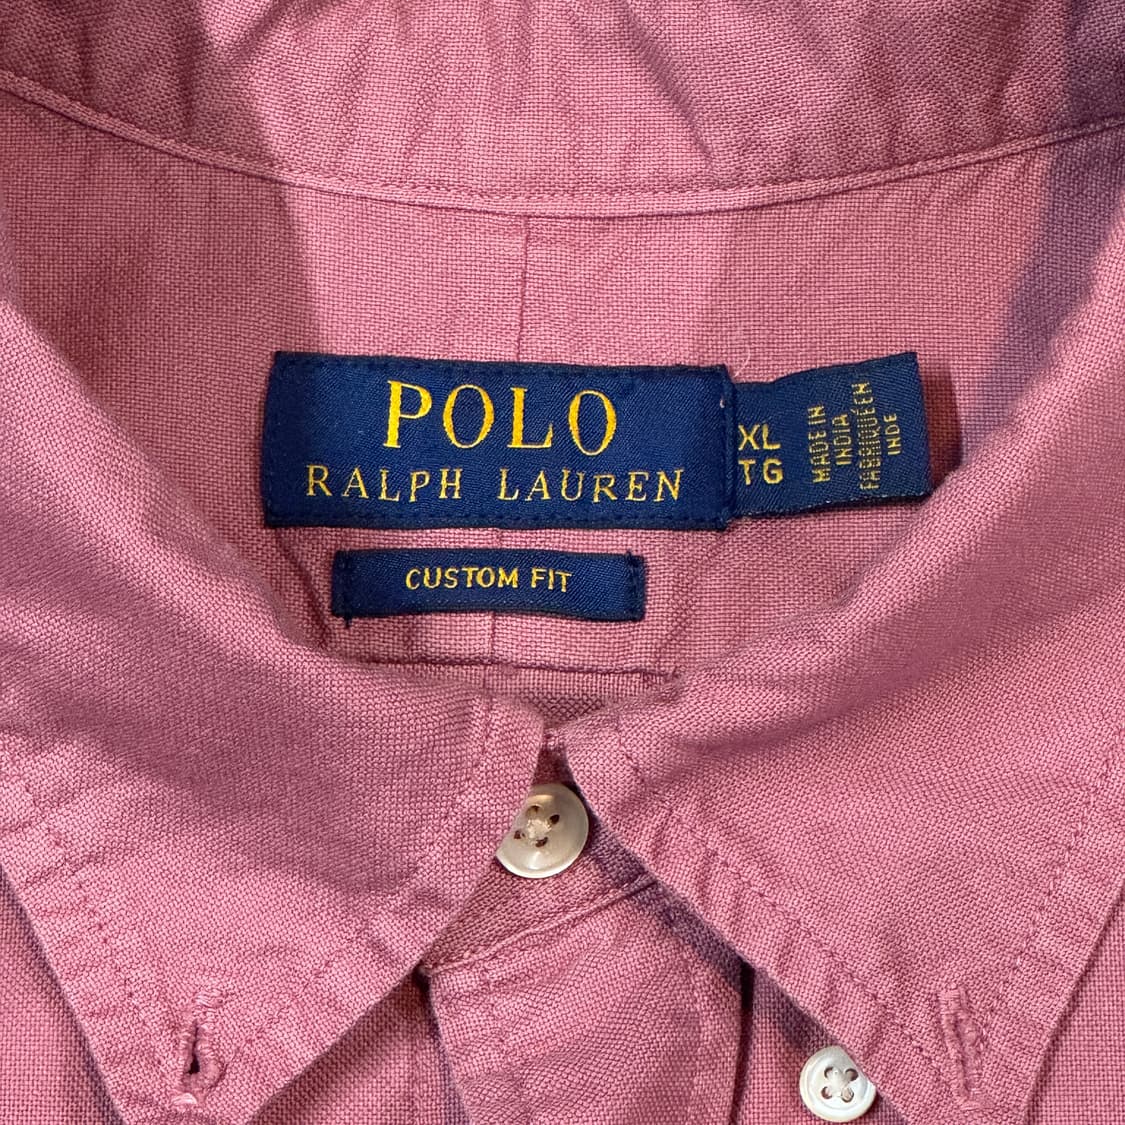 POLO
RALPH LAUREN
XL
TG
MADE IN
INDIA
FABRIQUÉ EN
INDE
CUSTOM FIT